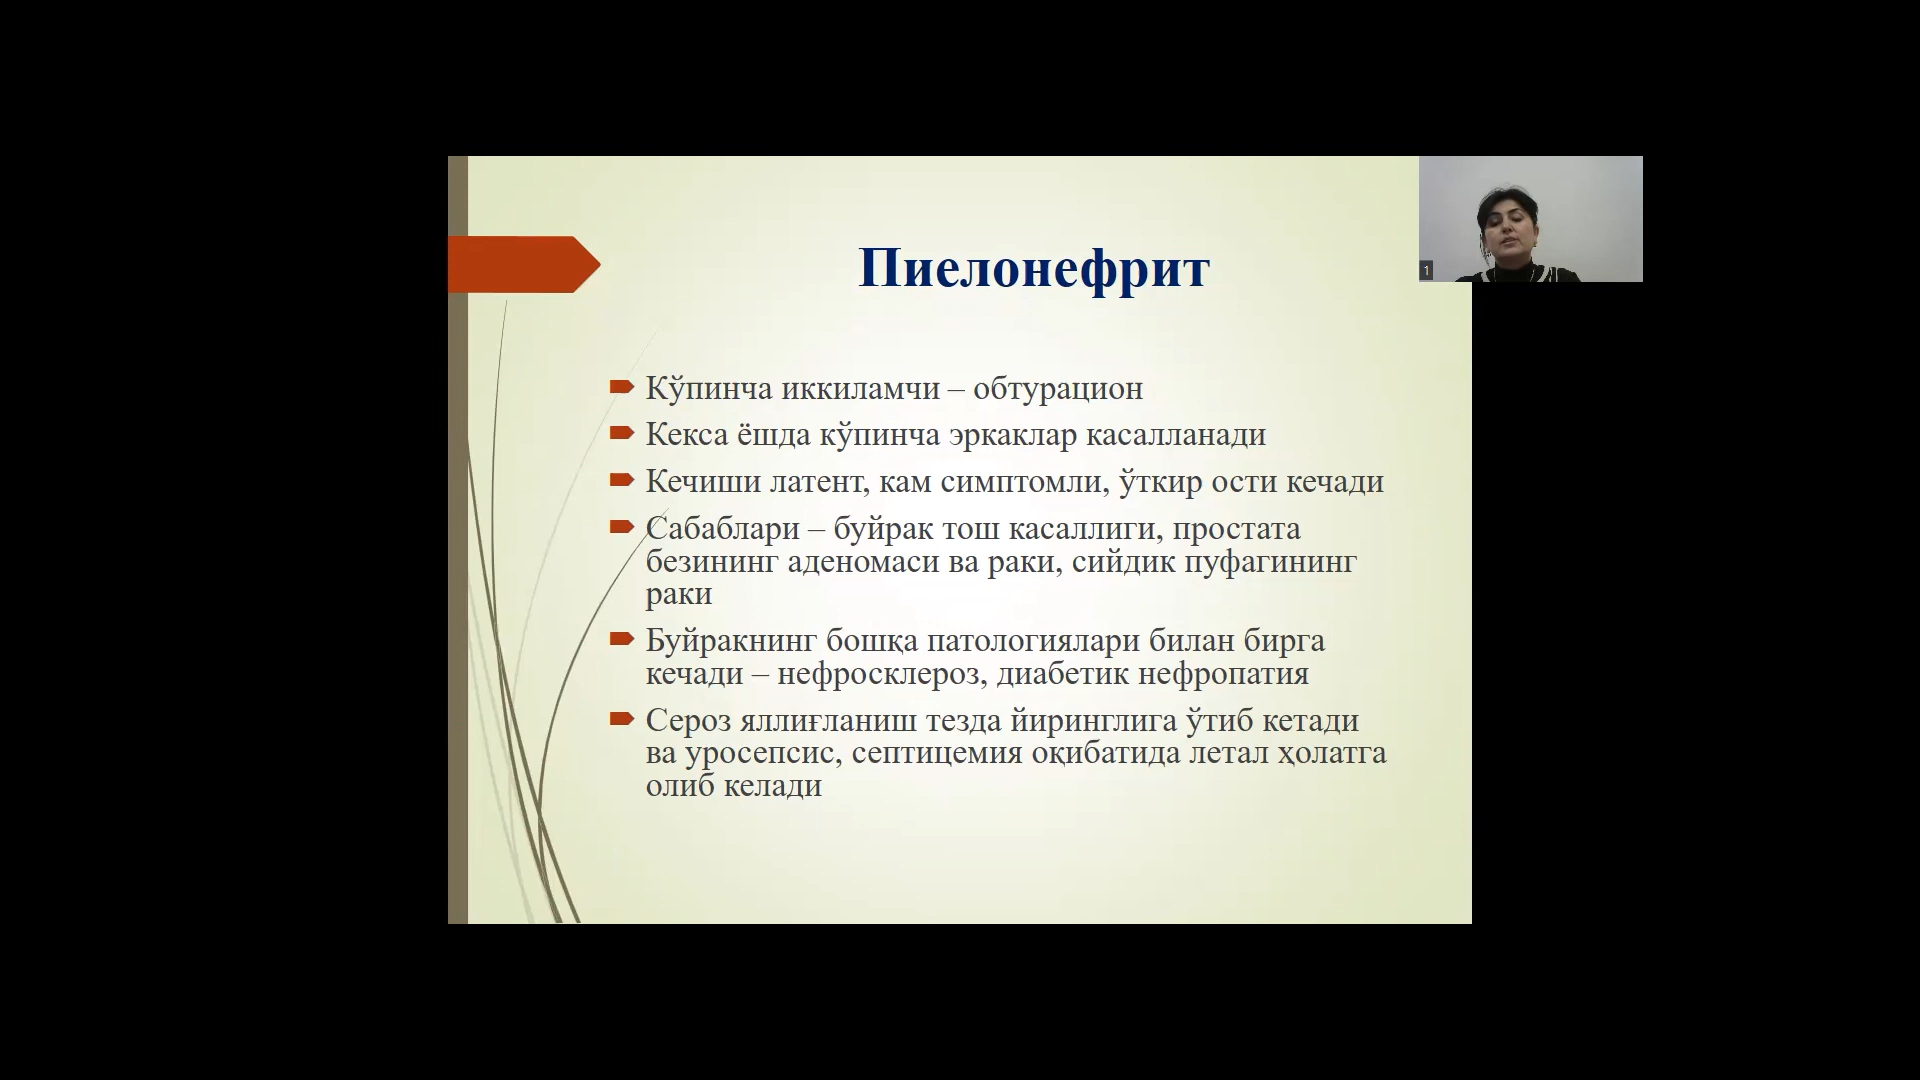 Пиелонефрит
Кўпинча иккиламчи – обтурацион
Кекса ёшда кўпинча эркаклар касалланади
Кечиши латент, кам симптомли, ўткир ости кечади
Сабаблари – буйрак тош касаллиги, простата
безининг аденомаси ва раки, сийдик пуфагининг
раки
Буйракнинг бошқа патологиялари билан бирга
кечади – нефросклероз, диабетик нефропатия
Сероз яллиғланиш тезда йиринглига ўтиб кетади
ва уросепсис, септицемия оқибатида летал ҳолатга
олиб келади
1